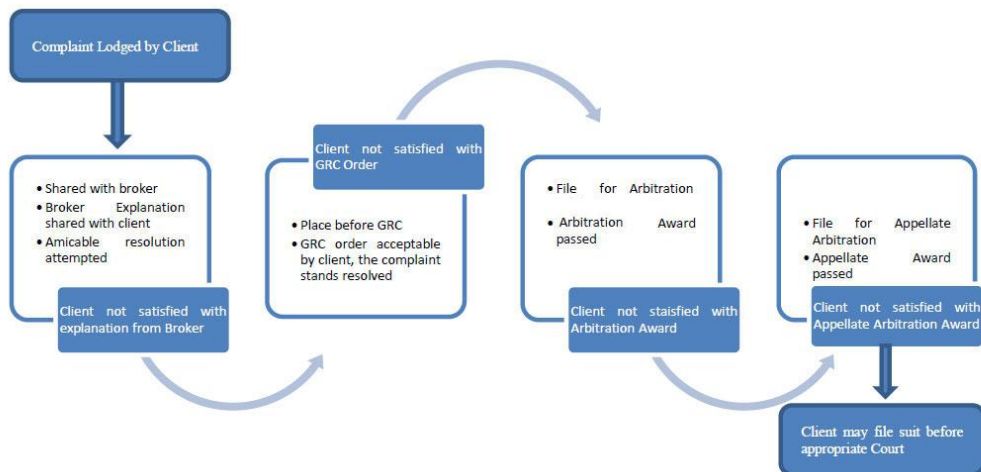 Complaint Lodged by Client
• Shared with broker
• Broker Explanation
shared with client
• Amicable resolution
attempted
Client not satisfied with
explanation from Broker
Client not satisfied with
GRC Order
• Place before GRC
• GRC order acceptable
by client, the complaint
stands resolved
• File for Arbitration
• Arbitration Award
passed
Client not staisfied with
Arbitration Award
• File for Appellate
Arbitration
• Appellate Award
passed
Client not satisfied with
Appellate Arbitration Award
Client may file suit before
appropriate Court